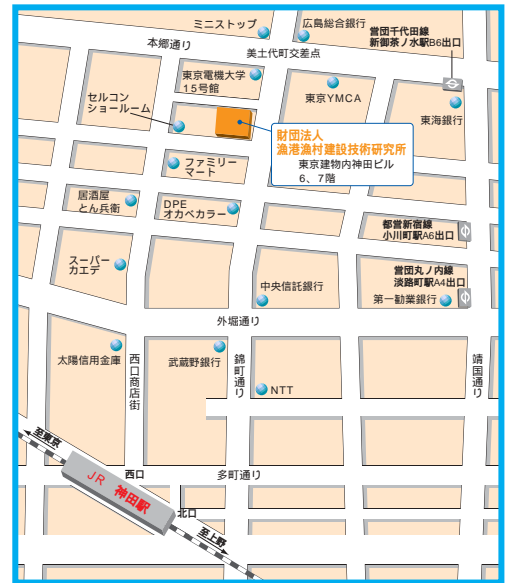 ミニストップ
広島総合銀行
営団千代田線
新御茶ノ水駅B6出口
本郷通り
美土代町交差点
東京電機大学
15号館
東京YMCA
東海銀行
セルコン
ショールーム
財団法人
漁港漁村建設技術研究所
東京建物内神田ビル
6、7階
ファミリー
マート
居酒屋
とん兵衛
DPE
オカベカラー
都営新宿線
小川町駅A6出口
スーパー
カエデ
営団丸ノ内線
淡路町駅A4出口
中央信託銀行
第一勧業銀行
外堀通り
太陽信用金庫
西口商店街
武蔵野銀行
錦町通り
NTT
靖国通り
至東京
西口
多町通り
JR 神田駅
北口
至上野